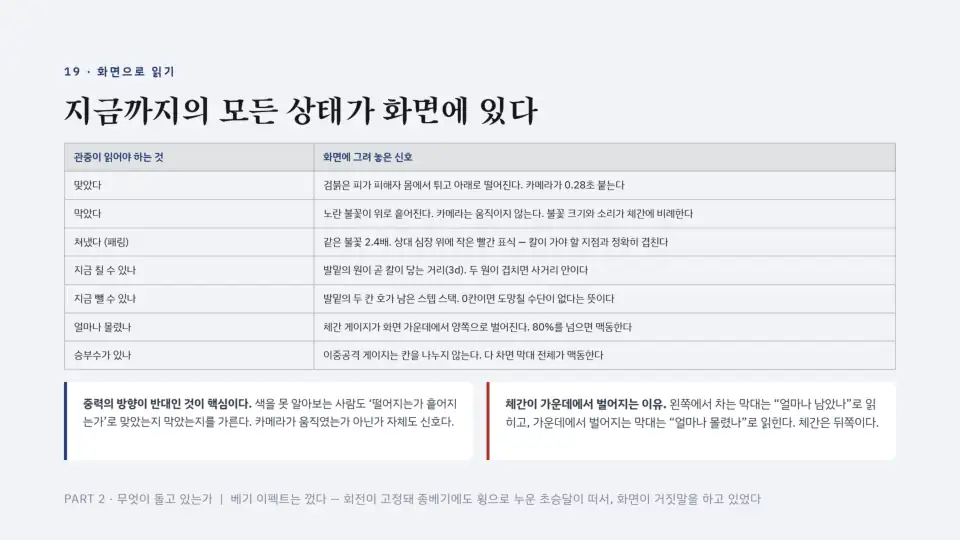 19 · 화면으로 읽기
지금까지의 모든 상태가 화면에 있다
관중이 읽어야 하는 것 화면에 그려 놓은 신호
맞았다 검붉은 피가 피해자 몸에서 튀고 아래로 떨어진다. 카메라가 0.28초 붙는다
막았다 노란 불꽃이 위로 흩어진다. 카메라는 움직이지 않는다. 불꽃 크기와 소리가 체간에 비례한다
쳐냈다 (패링) 같은 불꽃 2.4배. 상대 심장 위에 작은 빨간 표식 — 칼이 가야 할 지점과 정확히 겹친다
지금 칠 수 있나 발밑의 원이 곧 칼이 닿는 거리(3d). 두 원이 겹치면 사거리 안이다
지금 뺄 수 있나 발밑의 두 칸 호가 남은 스텝 스택. 0칸이면 도망칠 수단이 없다는 뜻이다
얼마나 몰렸나 체간 게이지가 화면 가운데에서 양쪽으로 벌어진다. 80%를 넘으면 맥동한다
승부수가 있나 이중공격 게이지는 칸을 나누지 않는다. 다 차면 막대 전체가 맥동한다
중력의 방향이 반대인 것이 핵심이다. 색을 못 알아보는 사람도 ‘떨어지는가 흩어지
는가’로 맞았는지 막았는지를 가른다. 카메라가 움직였는가 아닌가 자체도 신호다.
체간이 가운데에서 벌어지는 이유. 왼쪽에서 차는 막대는 “얼마나 남았나”로 읽
히고, 가운데에서 벌어지는 막대는 “얼마나 몰렸나”로 읽힌다. 체간은 뒤쪽이다.
PART 2 · 무엇이 돌고 있는가 | 베기 이펙트는 껐다 — 회전이 고정돼 종베기에도 횡으로 누운 초승달이 떠서, 화면이 거짓말을 하고 있었다